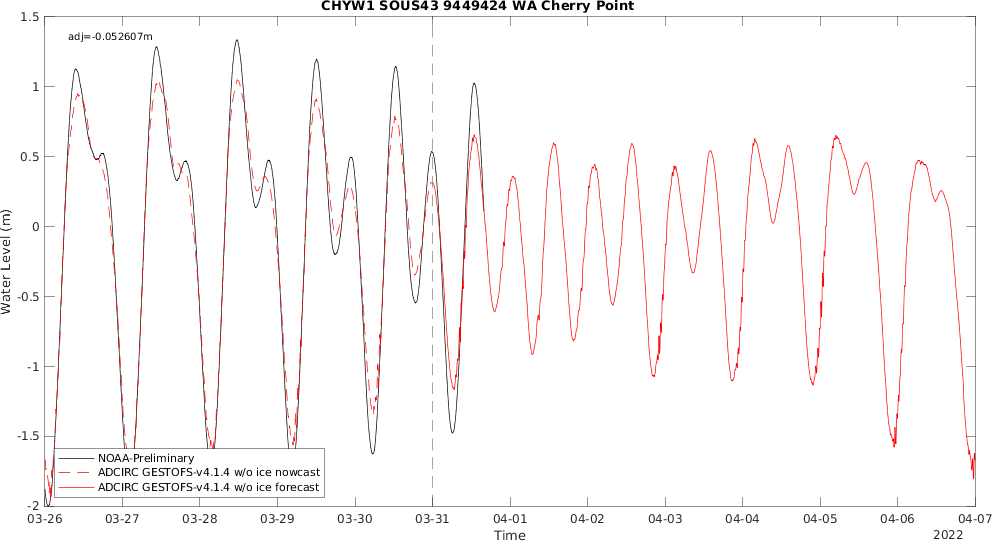 CHYW1 SOUS43 9449424 WA Cherry Point
adj=-0.052607m
Water Level (m)
1.5
1
0.5
0
-0.5
-1
-1.5
-2
NOAA-Preliminary
ADCIRC GESTOFS-v4.1.4 w/o ice nowcast
ADCIRC GESTOFS-v4.1.4 w/o ice forecast
03-26 03-27 03-28 03-29 03-30 03-31 04-01 04-02 04-03 04-04 04-05 04-06 04-07
Time
2022